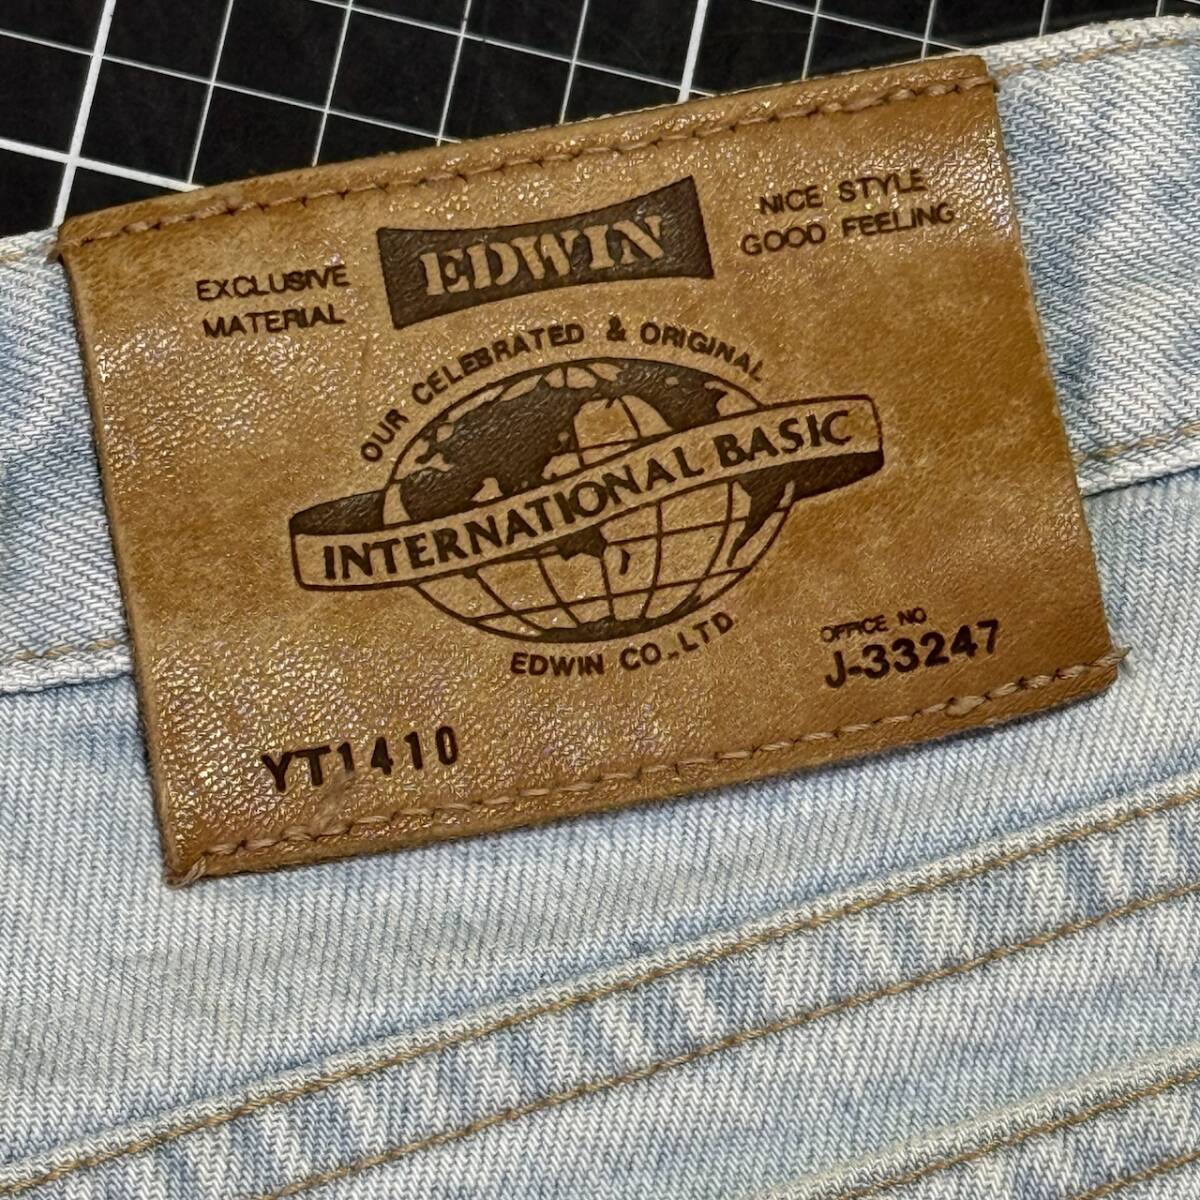 EDWIN
EXCLUSIVE
MATERIAL
NICE STYLE
GOOD FEELING
OUR CELEBRATED & ORIGINAL
INTERNATIONAL BASIC
EDWIN CO.,LTD
OFFICE NO
J-33247
YT1410